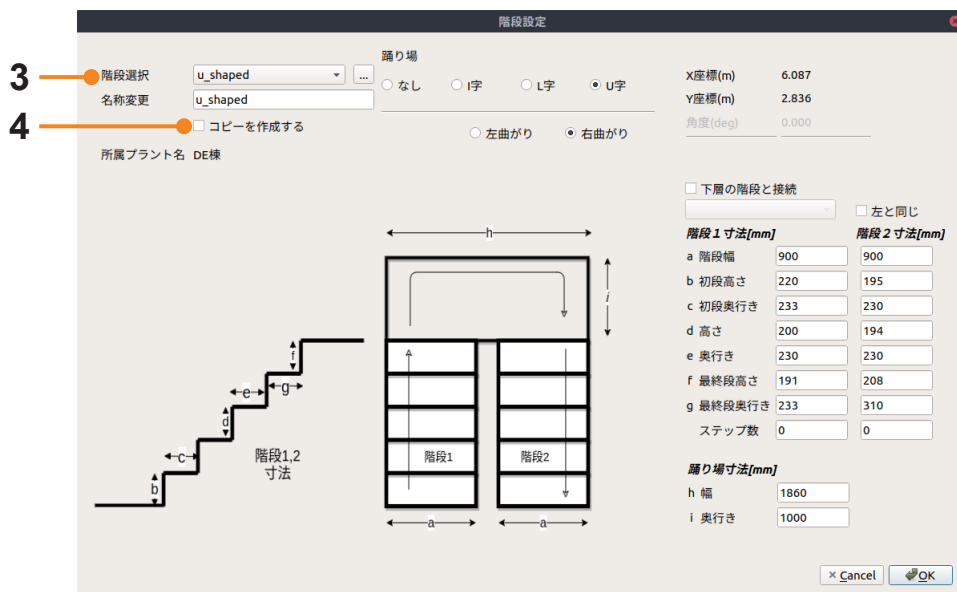 階段設定
3
階段選択
u_shaped
...
名称変更
u_shaped
4
コピーを作成する
所属プラント名 DE棟
踊り場
なし
I字
L字
U字
左曲がり
右曲がり
X座標(m) 6.087
Y座標(m) 2.836
角度(deg) 0.000
下層の階段と接続
左と同じ
階段1寸法[mm] 階段2寸法[mm]
a 階段幅 900 900
b 初段高さ 220 195
c 初段奥行き 233 230
d 高さ 200 194
e 奥行き 230 230
f 最終段高さ 191 208
g 最終段奥行き 233 310
ステップ数 0 0
踊り場寸法[mm]
h 幅 1860
i 奥行き 1000
h
i
f
e
g
d
c
b
階段1,2
寸法
階段1
階段2
a
a
Cancel
OK